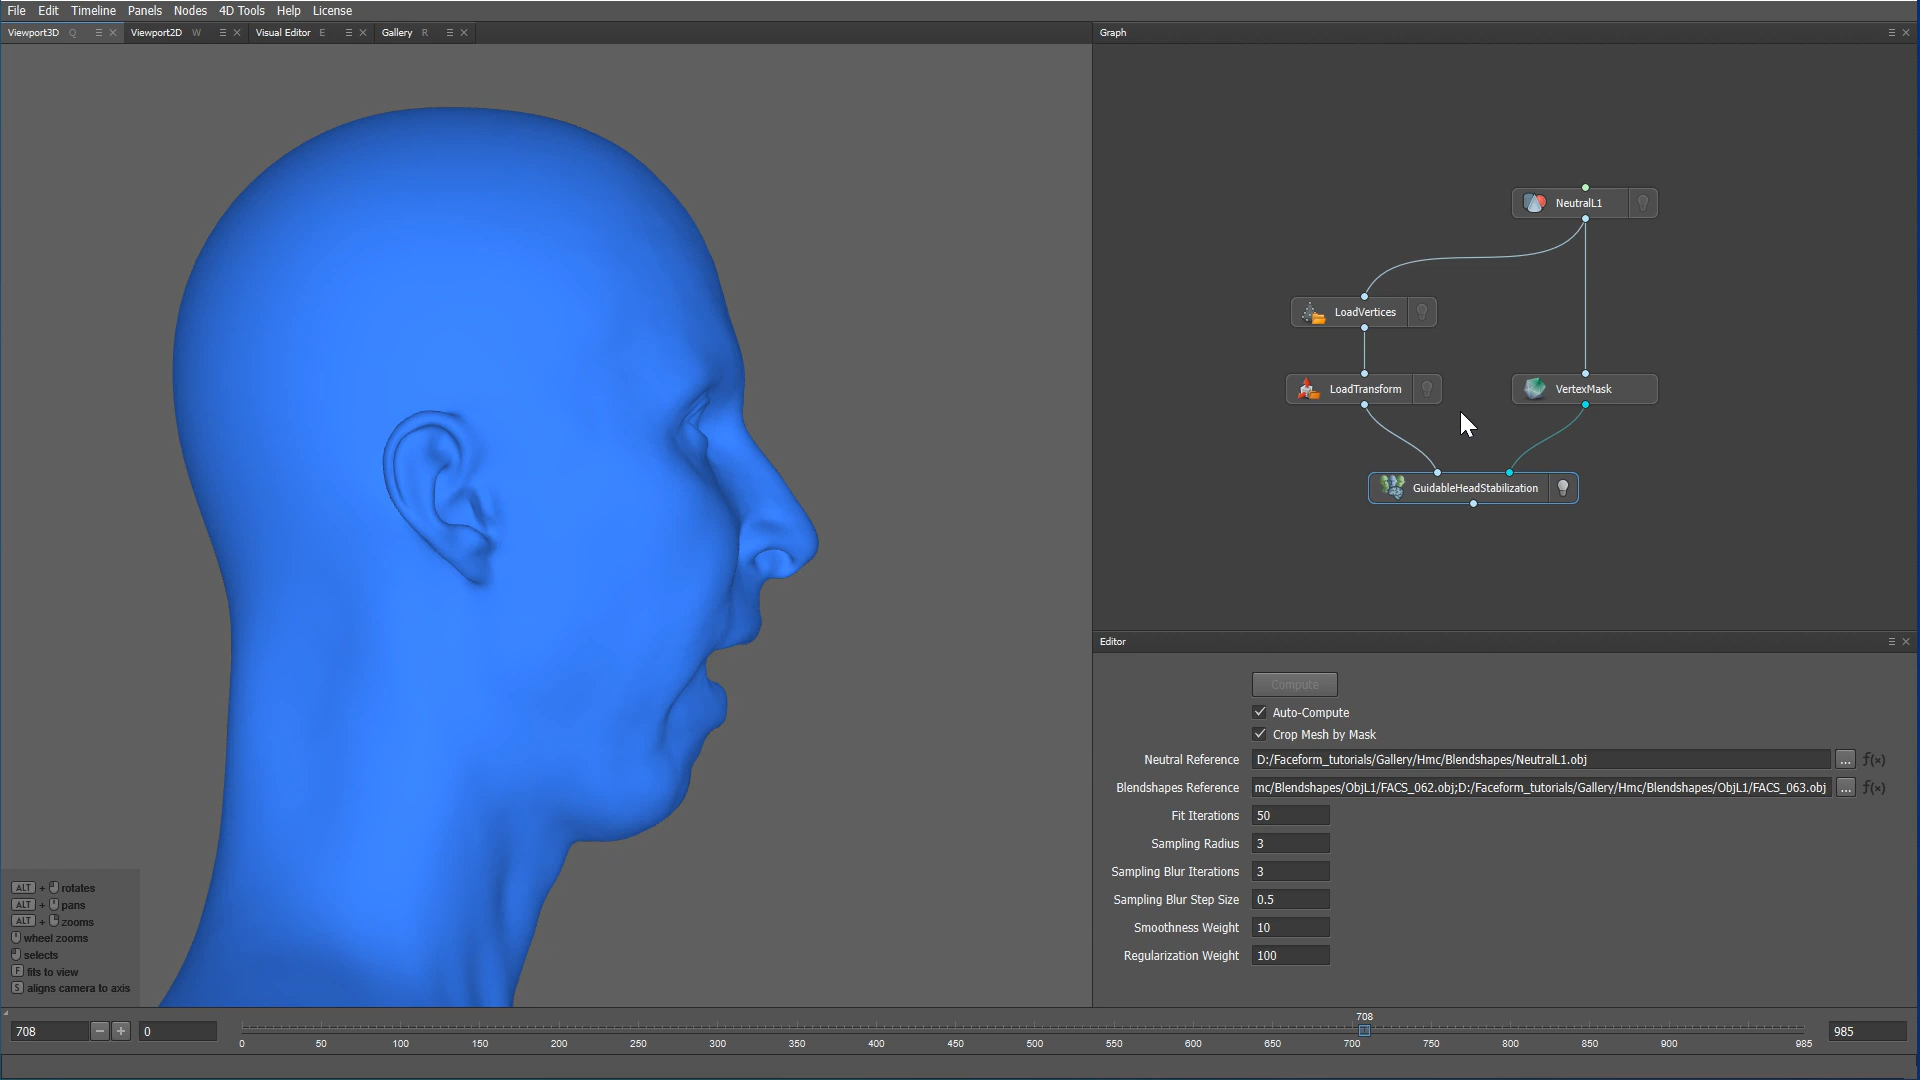 File Edit Timeline Panels Nodes 4D Tools Help License
Viewport3D Q Viewport2D W Visual Editor E Gallery R Graph
NeutralL1
LoadVertices
LoadTransform VertexMask
GuidableHeadStabilization
Editor
Compute
Auto-Compute
Crop Mesh by Mask
Neutral Reference D:/Faceform_tutorials/Gallery/Hmc/Blendshapes/NeutralL1.obj ... f(x)
Blendshapes Reference mc/Blendshapes/ObjL1/FACS_062.obj;D:/Faceform_tutorials/Gallery/Hmc/Blendshapes/ObjL1/FACS_063.obj ... f(x)
Fit Iterations 50
Sampling Radius 3
Sampling Blur Iterations 3
Sampling Blur Step Size 0.5
Smoothness Weight 10
Regularization Weight 100
ALT + rotates
ALT + pans
ALT + zooms
wheel zooms
selects
F fits to view
S aligns camera to axis
708
708 − + 0 985
0 50 100 150 200 250 300 350 400 450 500 550 600 650 700 750 800 850 900 985